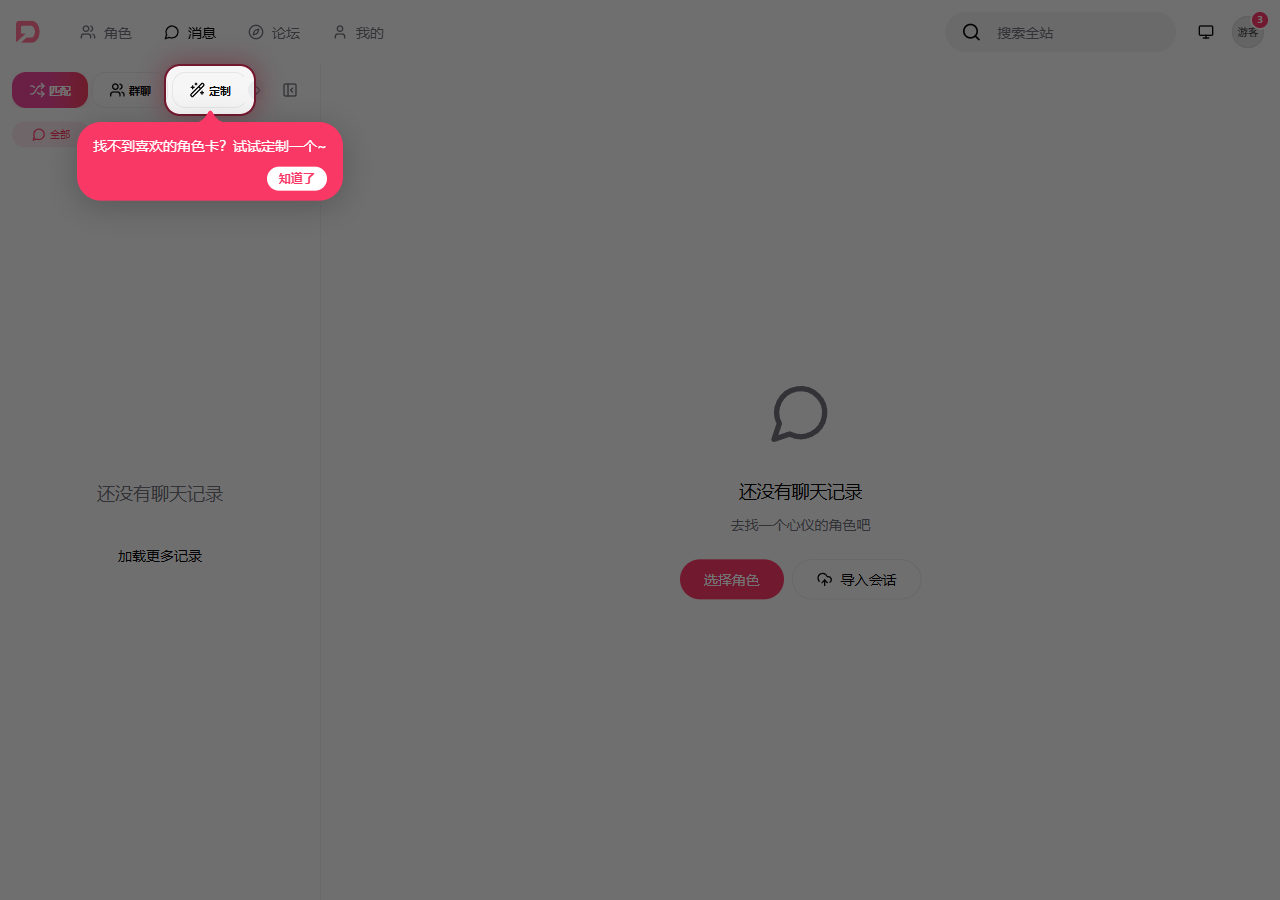 角色 消息 论坛 我的 搜索全站 游客 3
匹配 群聊 定制
全部
找不到喜欢的角色卡？试试定制一个~
知道了
还没有聊天记录
加载更多记录
还没有聊天记录
去找一个心仪的角色吧
选择角色 导入会话